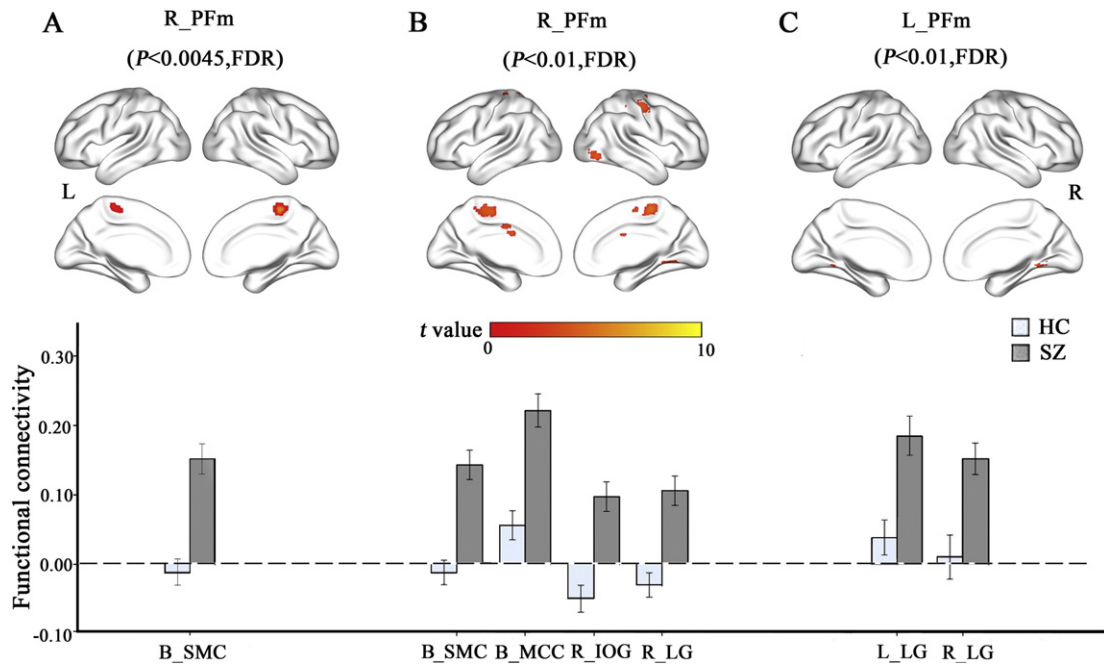 A
R_PFm
(P<0.0045,FDR)
B
R_PFm
(P<0.01,FDR)
C
L_PFm
(P<0.01,FDR)
L
R
t value
0
10
HC
SZ
Functional connectivity
0.30
0.20
0.10
0.00
-0.10
B_SMC
B_SMC
B_MCC
R_IOG
R_LG
L_LG
R_LG